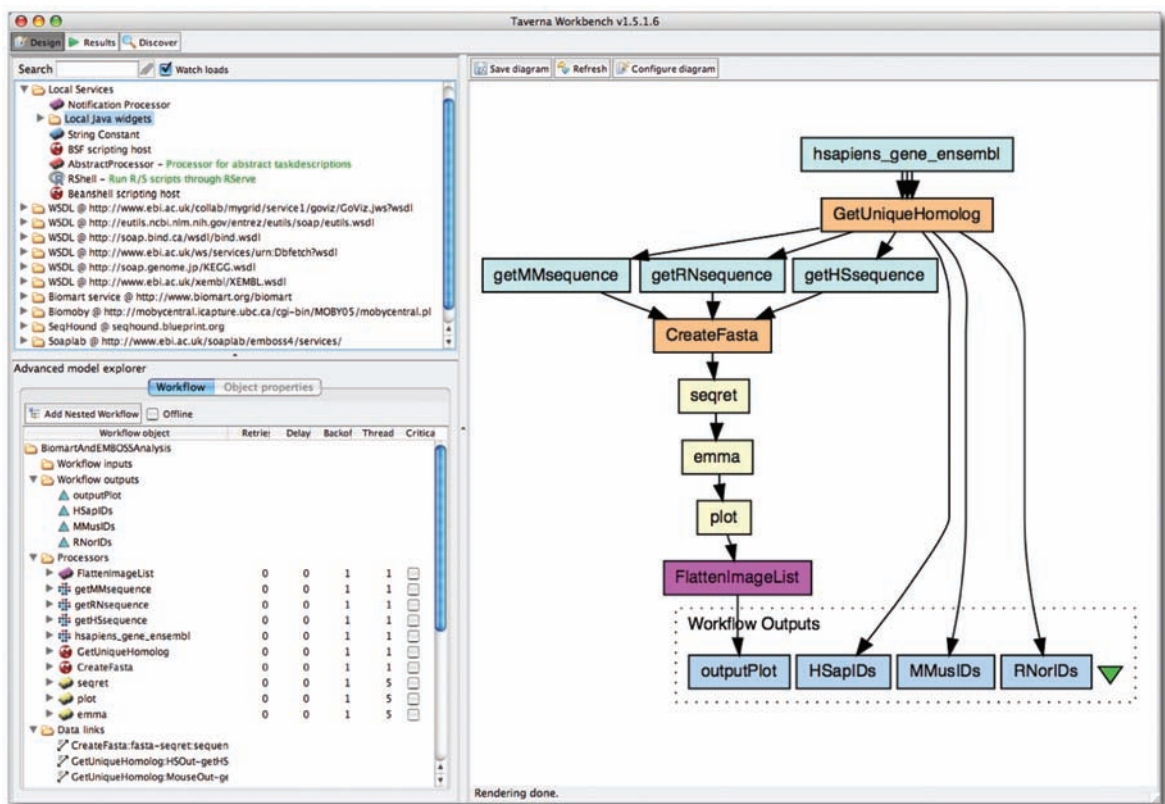 Taverna Workbench v1.5.1.6
Design Results Discover
Search Watch loads
Local Services
Notification Processor
Local Java widgets
String Constant
BSF scripting host
AbstractProcessor - Processor for abstract taskdescriptions
RShell - Run R/S scripts through RServe
Beanshell scripting host
WSDL @ http://www.ebi.ac.uk/collab/mygrid/service1/goviz/GoViz.jws?wsdl
WSDL @ http://eutils.ncbi.nlm.nih.gov/entrez/eutils/soap/eutils.wsdl
WSDL @ http://soap.bind.ca/wsdl/bind.wsdl
WSDL @ http://www.ebi.ac.uk/ws/services/urn:Dbfetch?wsdl
WSDL @ http://soap.genome.jp/KEGG.wsdl
WSDL @ http://www.ebi.ac.uk/xembl/XEMBL.wsdl
Biomart service @ http://www.biomart.org/biomart
Biomoby @ http://mobycentral.icapture.ubc.ca/cgi-bin/MOBY05/mobycentral.pl
SeqHound @ seqhound.blueprint.org
Soaplab @ http://www.ebi.ac.uk/soaplab/emboss4/services/
Advanced model explorer
Workflow Object properties
Add Nested Workflow Offline
Workflow object Retrie Delay Backof Thread Critica
BiomartAndEMBOSSAnalysis
Workflow inputs
Workflow outputs
outputPlot
HSapIDs
MMusIDs
RNorIDs
Processors
FlattenImageList 0 0 1 1
getMMsequence 0 0 1 1
getRNsequence 0 0 1 1
getHSsequence 0 0 1 1
hsapiens_gene_ensembl 0 0 1 1
GetUniqueHomolog 0 0 1 1
CreateFasta 0 0 1 1
seqret 0 0 1 5
plot 0 0 1 5
emma 0 0 1 5
Data links
CreateFasta:fasta-seqret:sequen
GetUniqueHomolog:HSOut-getHS
GetUniqueHomolog:MouseOut-ge
Save diagram Refresh Configure diagram
hsapiens_gene_ensembl
GetUniqueHomolog
getMMsequence getRNsequence getHSsequence
CreateFasta
seqret
emma
plot
FlattenImageList
Workflow Outputs
outputPlot HSapIDs MMusIDs RNorIDs
Rendering done.